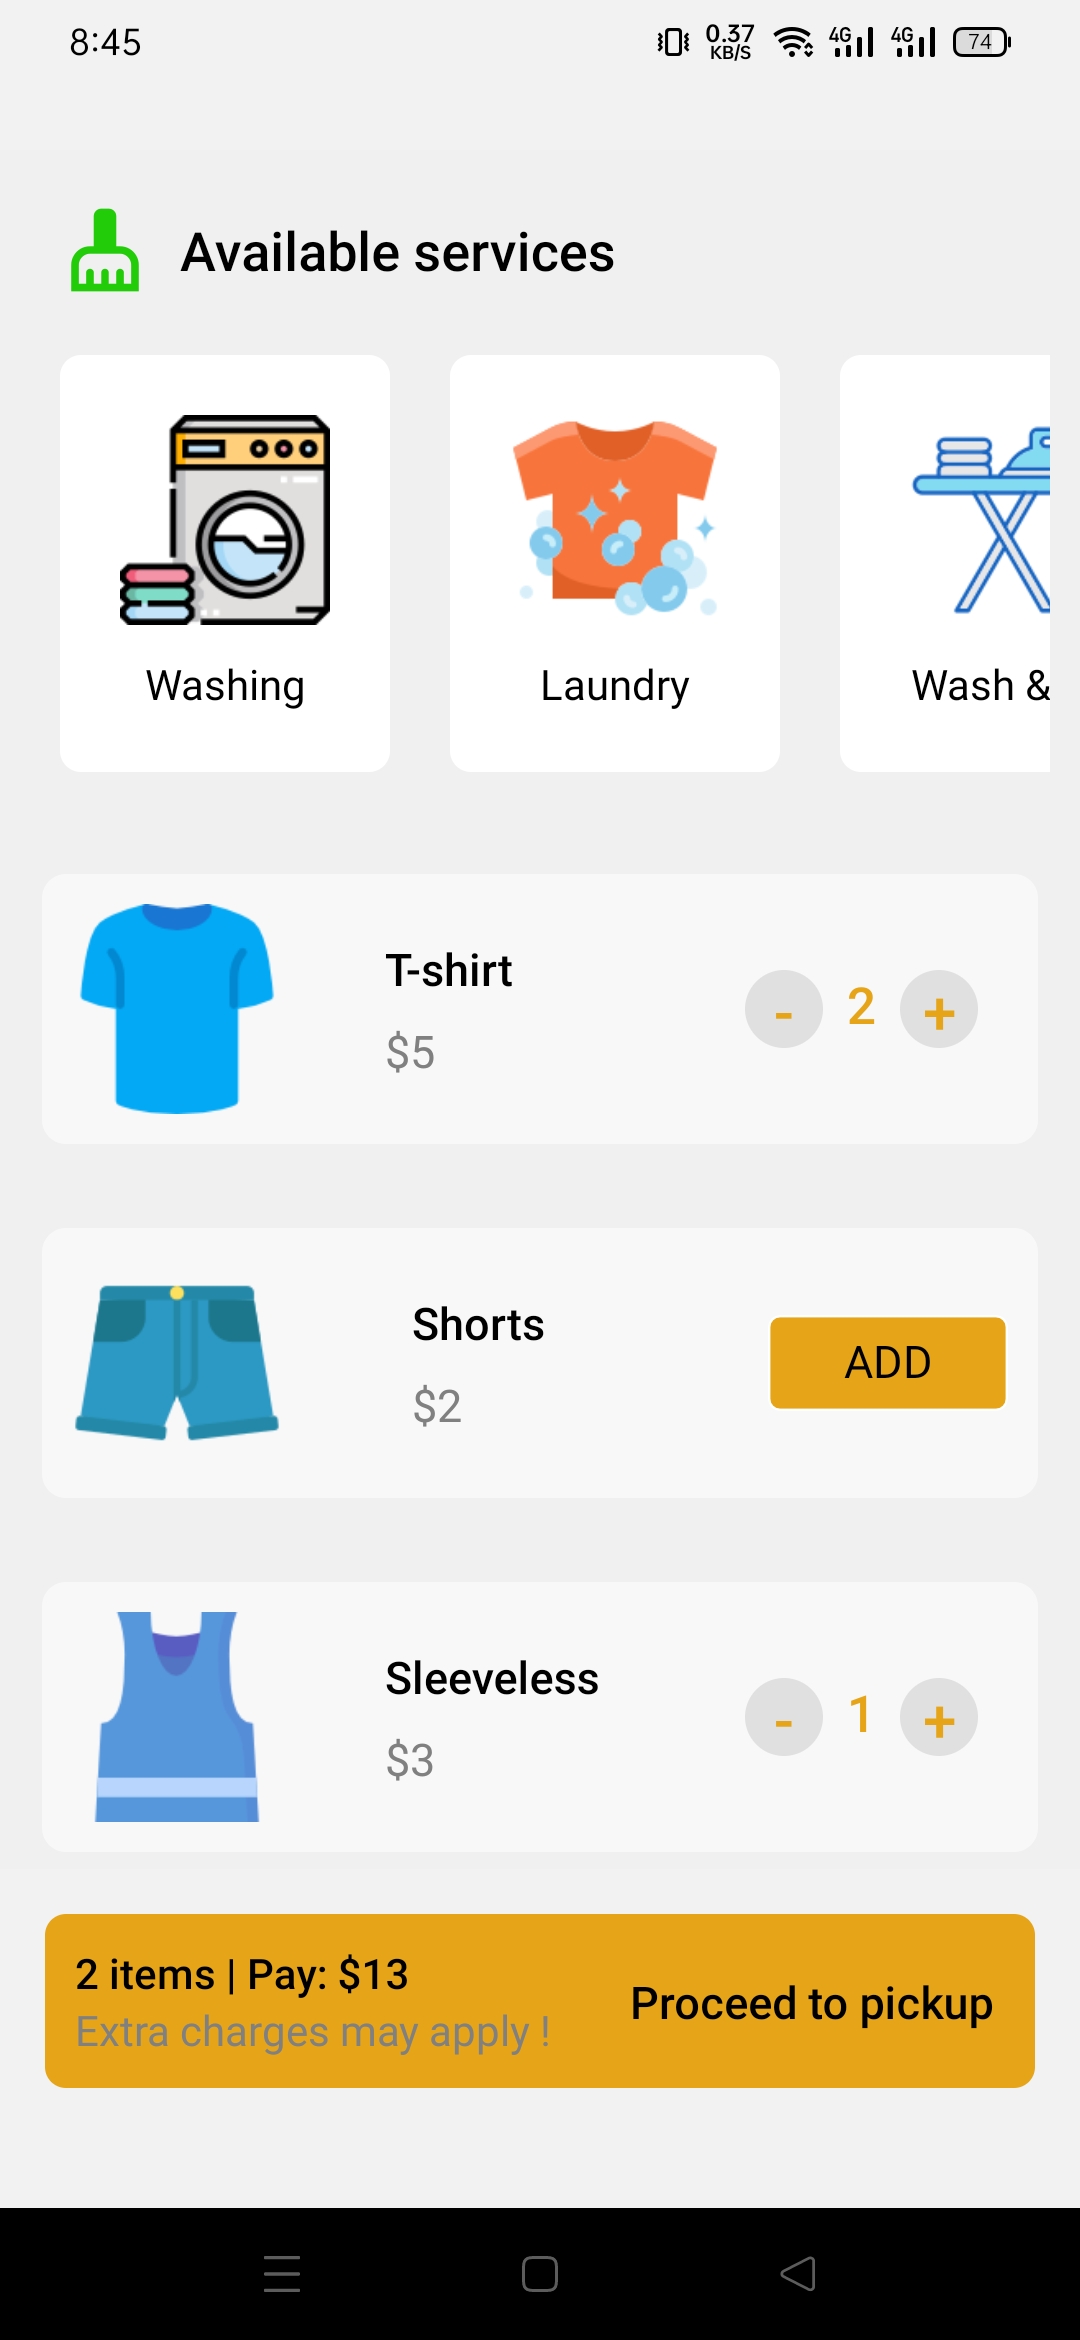 8:45
0.37
KB/S
4G
4G
74
Available services
Washing
Laundry
Wash &
T-shirt
$5
- 2 +
Shorts
$2
ADD
Sleeveless
$3
- 1 +
2 items | Pay: $13
Extra charges may apply !
Proceed to pickup